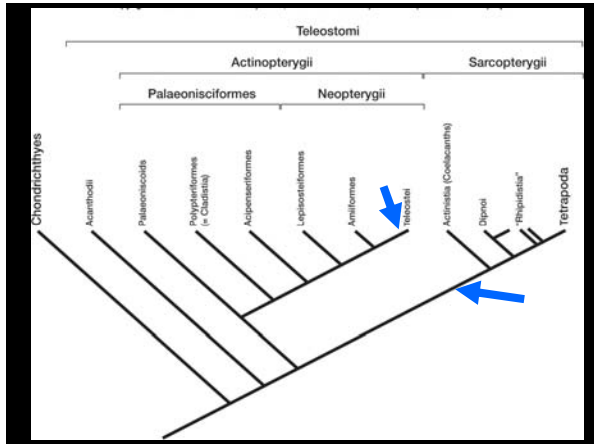 Teleostomi
Actinopterygii
Sarcopterygii
Palaeonisciformes
Neopterygii
Chondrichthyes
Acanthodii
Palaeoniscoids
Polypteriformes
(= Cladistia)
Acipenseriformes
Lepisosteiformes
Amiiformes
Teleostei
Actinistia (Coelacanths)
Dipnoi
"Rhipidistia"
Tetrapoda